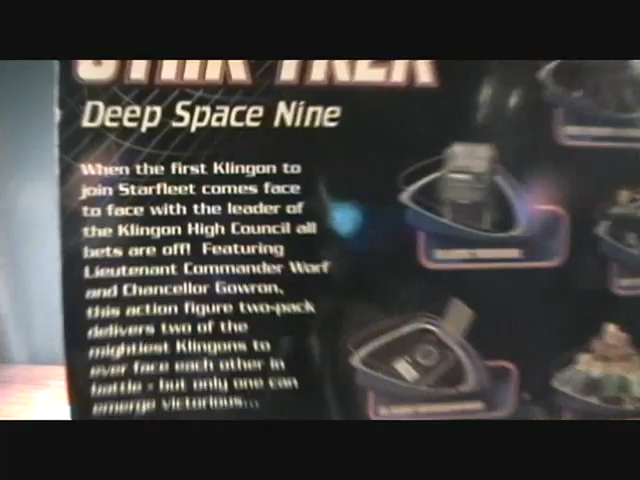 STAR TREK
Deep Space Nine
When the first Klingon to
join Starfleet comes face
to face with the leader of
the Klingon High Council all
bets are off! Featuring
Lieutenant Commander Worf
and Chancellor Gowron,
this action figure two-pack
delivers two of the
mightiest Klingons to
ever face each other in
battle - but only one can
emerge victorious...